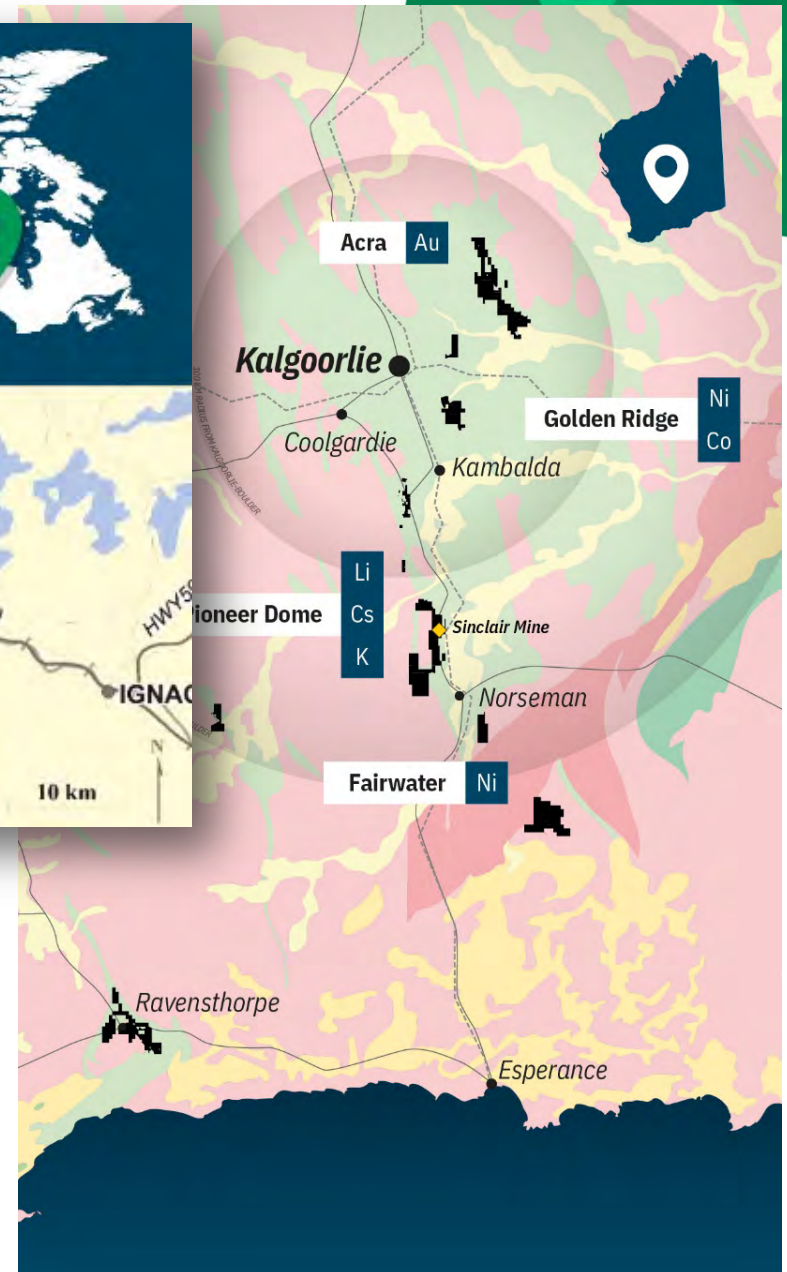 Acra Au
Kalgoorlie
Coolgardie
Golden Ridge
Ni
Co
Kambalda
Li
ioneer Dome Cs
K
Sinclair Mine
Norseman
Fairwater Ni
Ravensthorpe
Esperance
HWY59
IGNAC
N
10 km